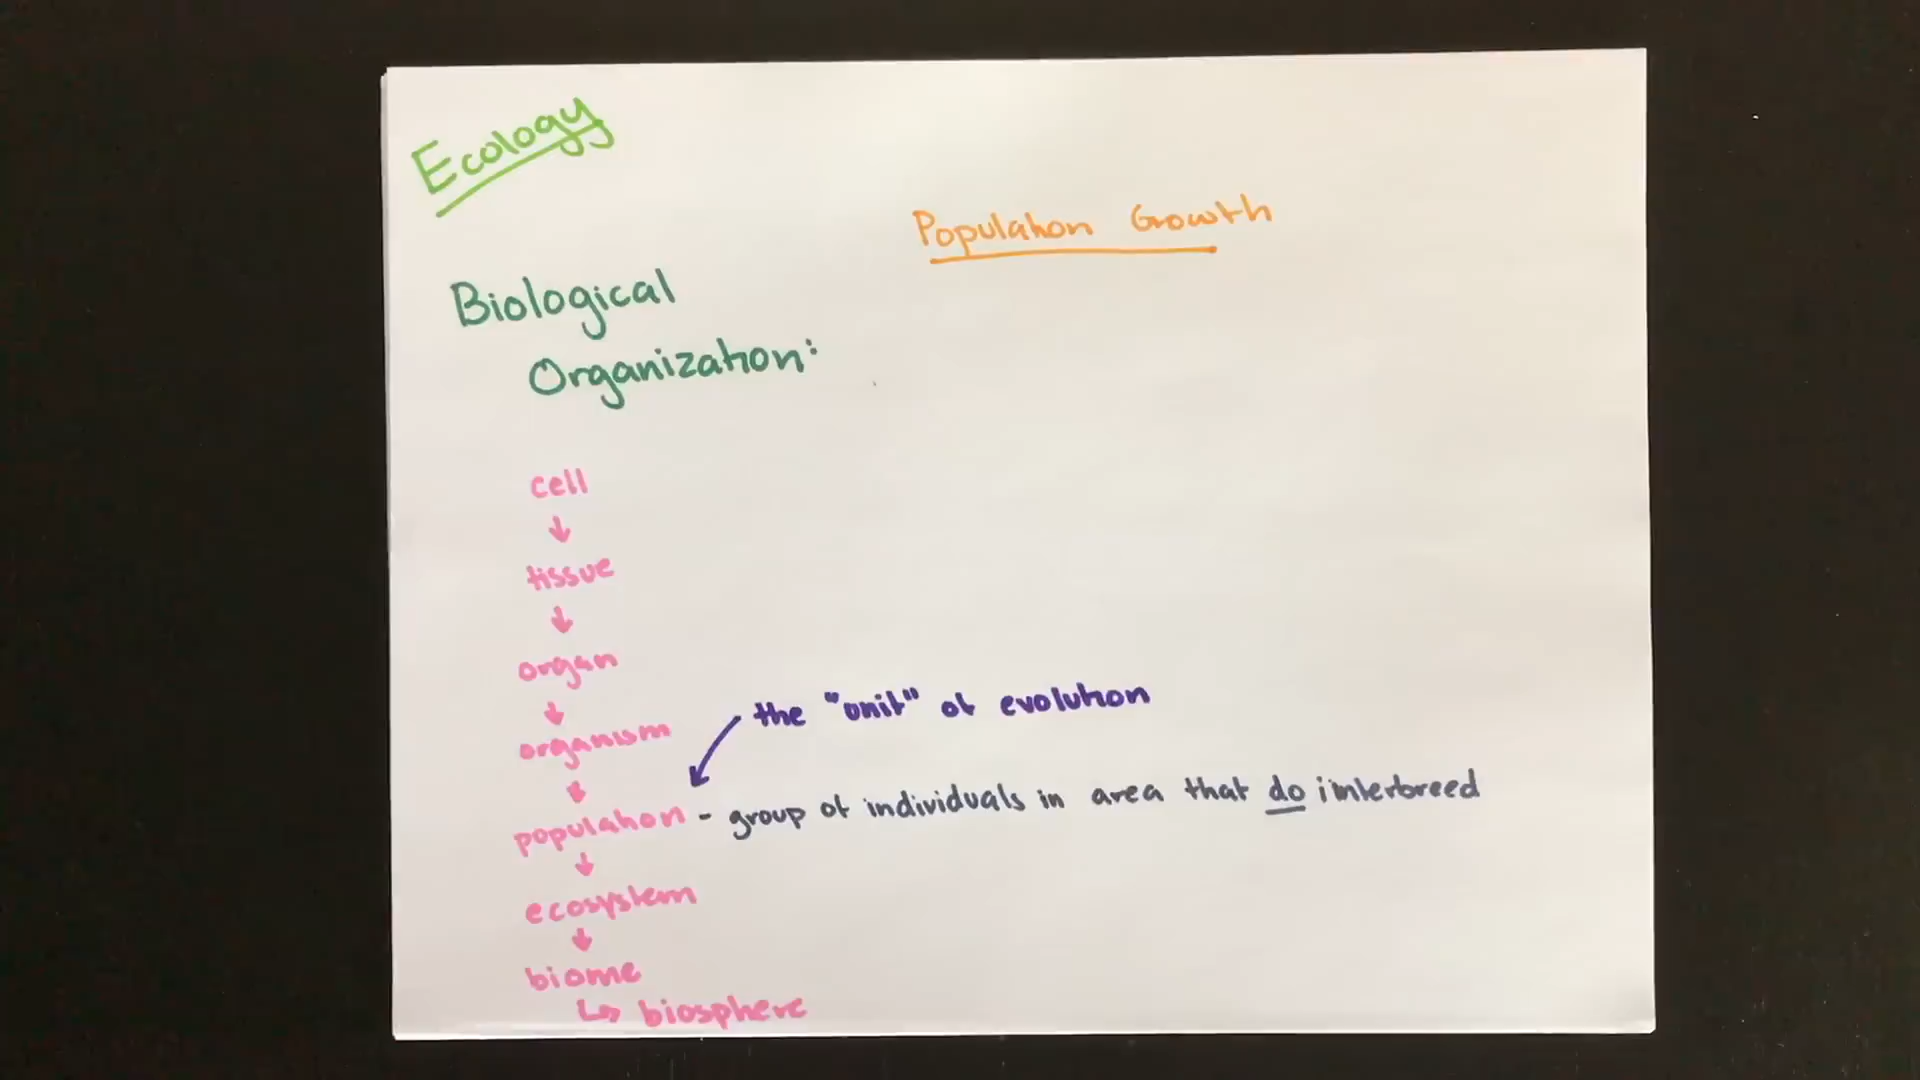 Ecology
Population Growth
Biological
Organization:
cell
↓
tissue
↓
organ
↓
organism
↓
the "unit" of evolution
population - group of individuals in area that do interbreed
↓
ecosystem
↓
biome
↳ biosphere